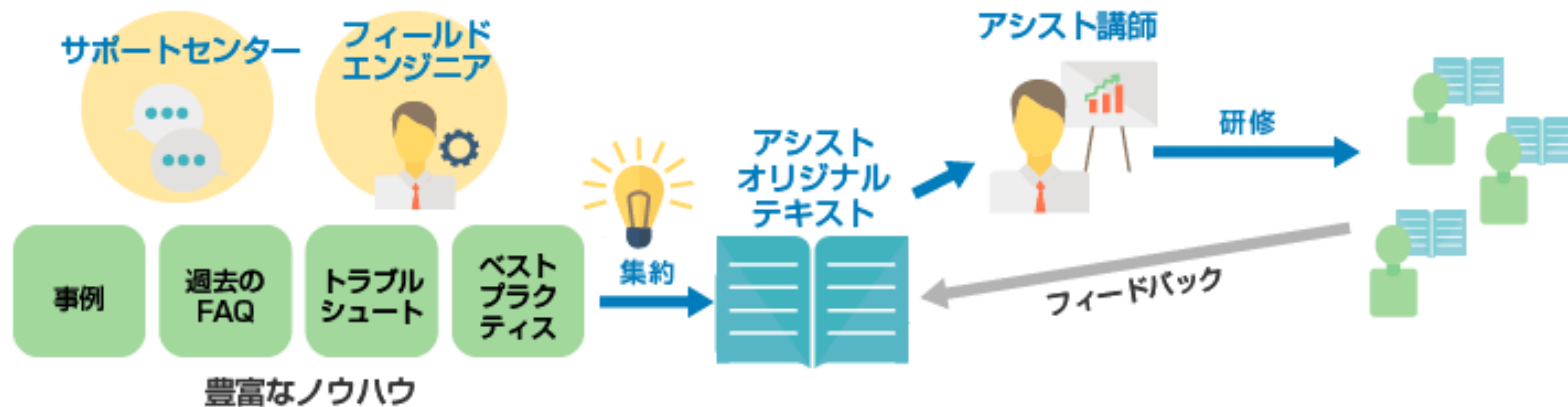 サポートセンター
フィールド
エンジニア
事例
過去の
FAQ
トラブル
シュート
ベスト
プラク
ティス
豊富なノウハウ
集約
アシスト
オリジナル
テキスト
アシスト講師
研修
フィードバック